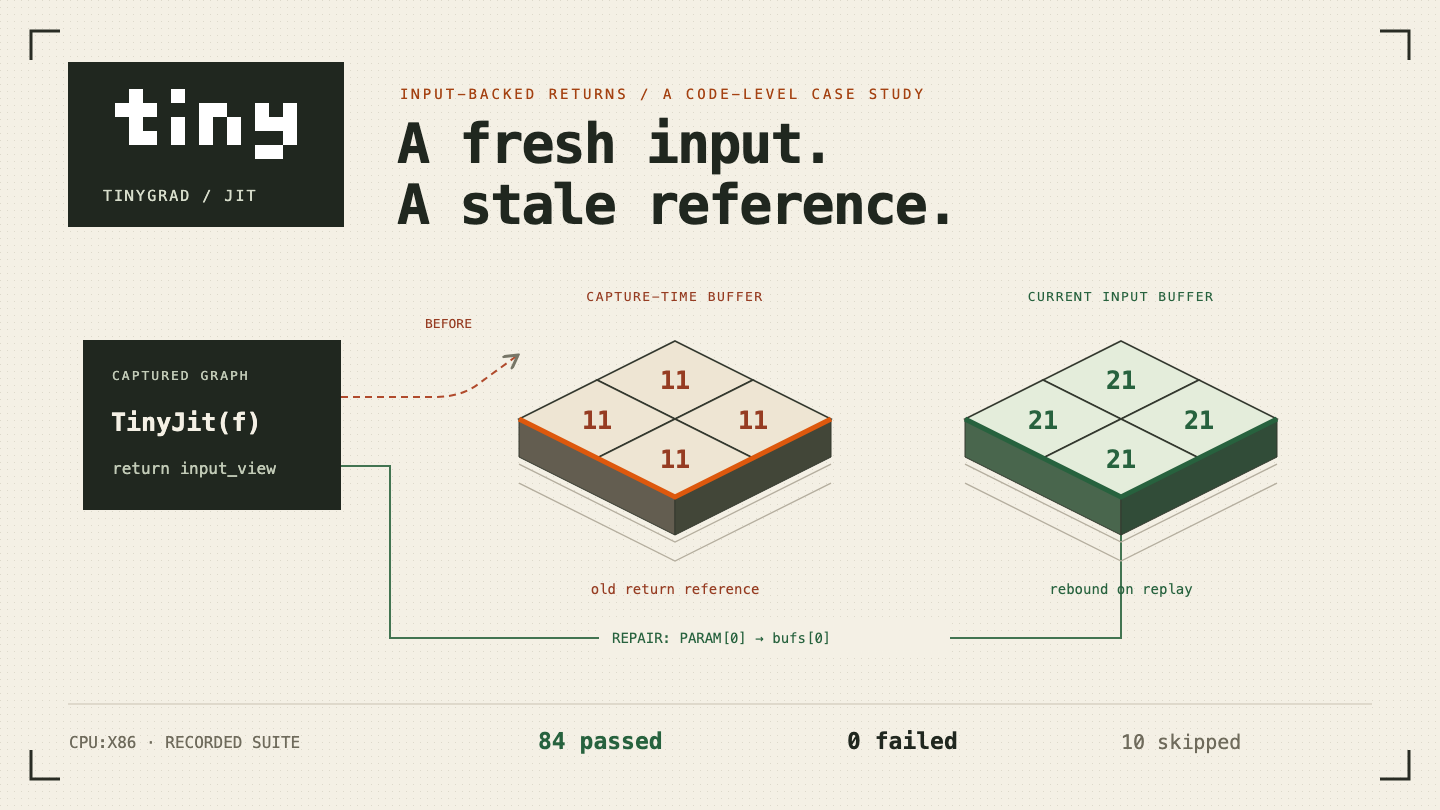 tiny
TINYGRAD / JIT
INPUT–BACKED RETURNS / A CODE–LEVEL CASE STUDY
A fresh input.
A stale reference.
CAPTURE–TIME BUFFER
CURRENT INPUT BUFFER
BEFORE
CAPTURED GRAPH
TinyJit(f)
return input_view
11
11
11
11
21
21
21
21
old return reference
rebound on replay
REPAIR: PARAM[0] → bufs[0]
CPU:X86 · RECORDED SUITE
84 passed
0 failed
10 skipped